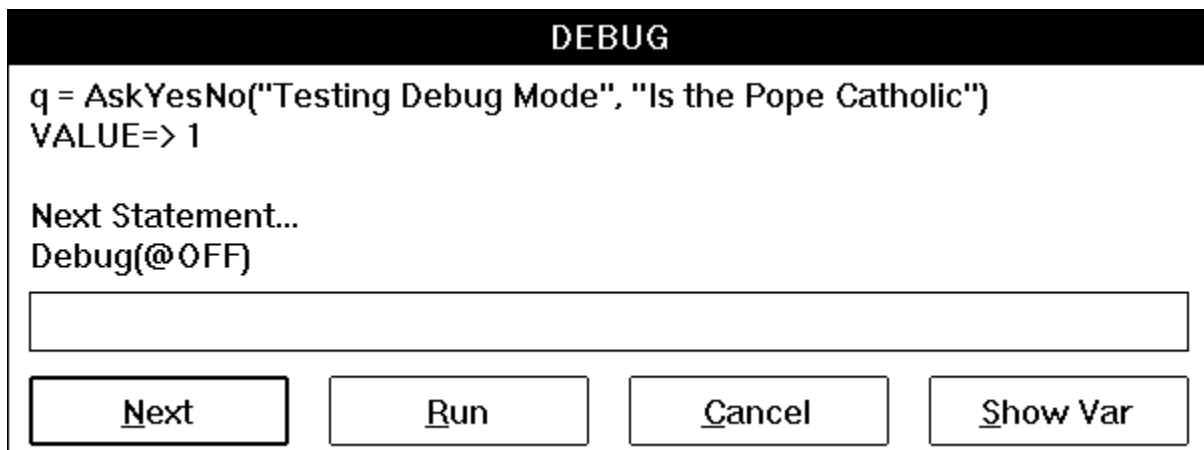 DEBUG
q = AskYesNo("Testing Debug Mode", "Is the Pope Catholic")
VALUE=> 1
Next Statement...
Debug(@OFF)
Next Run Cancel Show Var